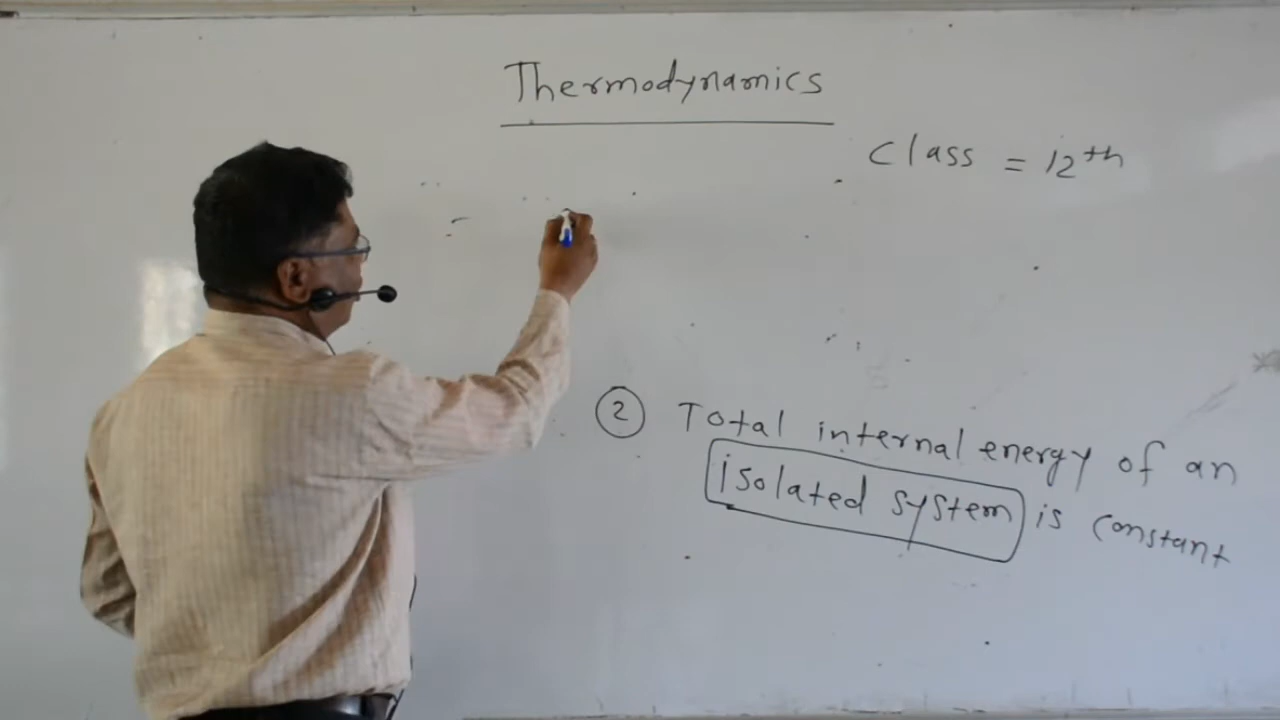 Thermodynamics
Class = 12th
② Total internal energy of an
isolated system is constant